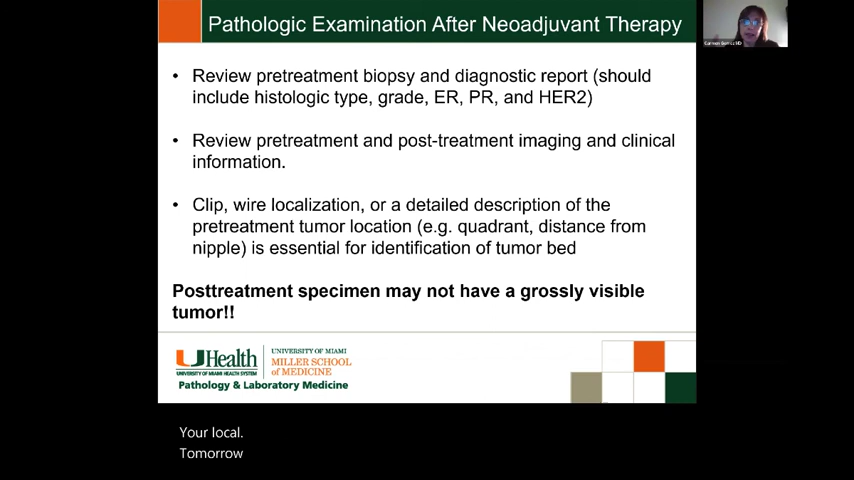 Pathologic Examination After Neoadjuvant Therapy
• Review pretreatment biopsy and diagnostic report (should
include histologic type, grade, ER, PR, and HER2)
• Review pretreatment and post-treatment imaging and clinical
information.
• Clip, wire localization, or a detailed description of the
pretreatment tumor location (e.g. quadrant, distance from
nipple) is essential for identification of tumor bed
Posttreatment specimen may not have a grossly visible
tumor!!
UHealth
UNIVERSITY OF MIAMI HEALTH SYSTEM
UNIVERSITY OF MIAMI
MILLER SCHOOL
of MEDICINE
Pathology & Laboratory Medicine
Your local.
Tomorrow